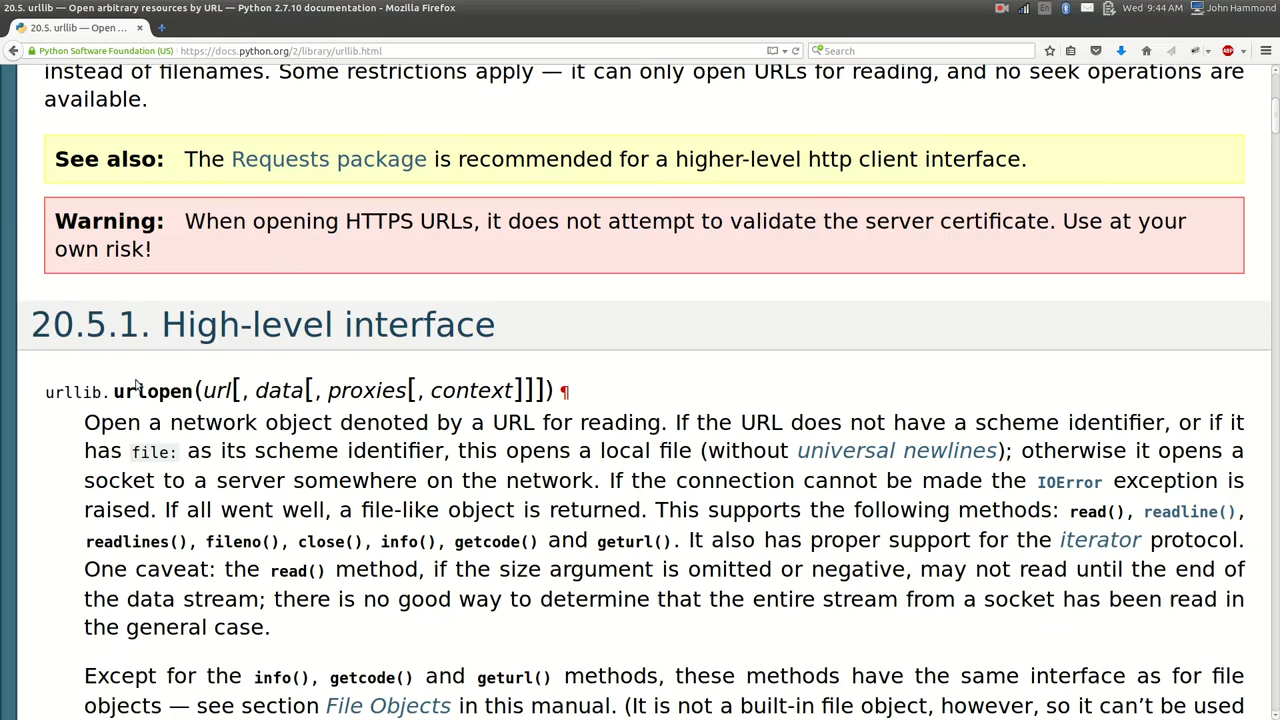 20.5. urllib — Open arbitrary resources by URL — Python 2.7.10 documentation - Mozilla Firefox
En
Wed 9:44 AM
John Hammond
20.5. urllib — Open ... × +
Python Software Foundation (US)
https://docs.python.org/2/library/urllib.html
Search
ABP
instead of filenames. Some restrictions apply — it can only open URLs for reading, and no seek operations are
available.
See also: The Requests package is recommended for a higher-level http client interface.
Warning: When opening HTTPS URLs, it does not attempt to validate the server certificate. Use at your
own risk!
20.5.1. High-level interface
urllib.urlopen(url[, data[, proxies[, context]]]) ¶
Open a network object denoted by a URL for reading. If the URL does not have a scheme identifier, or if it
has file: as its scheme identifier, this opens a local file (without universal newlines); otherwise it opens a
socket to a server somewhere on the network. If the connection cannot be made the IOError exception is
raised. If all went well, a file-like object is returned. This supports the following methods: read(), readline(),
readlines(), fileno(), close(), info(), getcode() and geturl(). It also has proper support for the iterator protocol.
One caveat: the read() method, if the size argument is omitted or negative, may not read until the end of
the data stream; there is no good way to determine that the entire stream from a socket has been read in
the general case.
Except for the info(), getcode() and geturl() methods, these methods have the same interface as for file
objects — see section File Objects in this manual. (It is not a built-in file object, however, so it can't be used